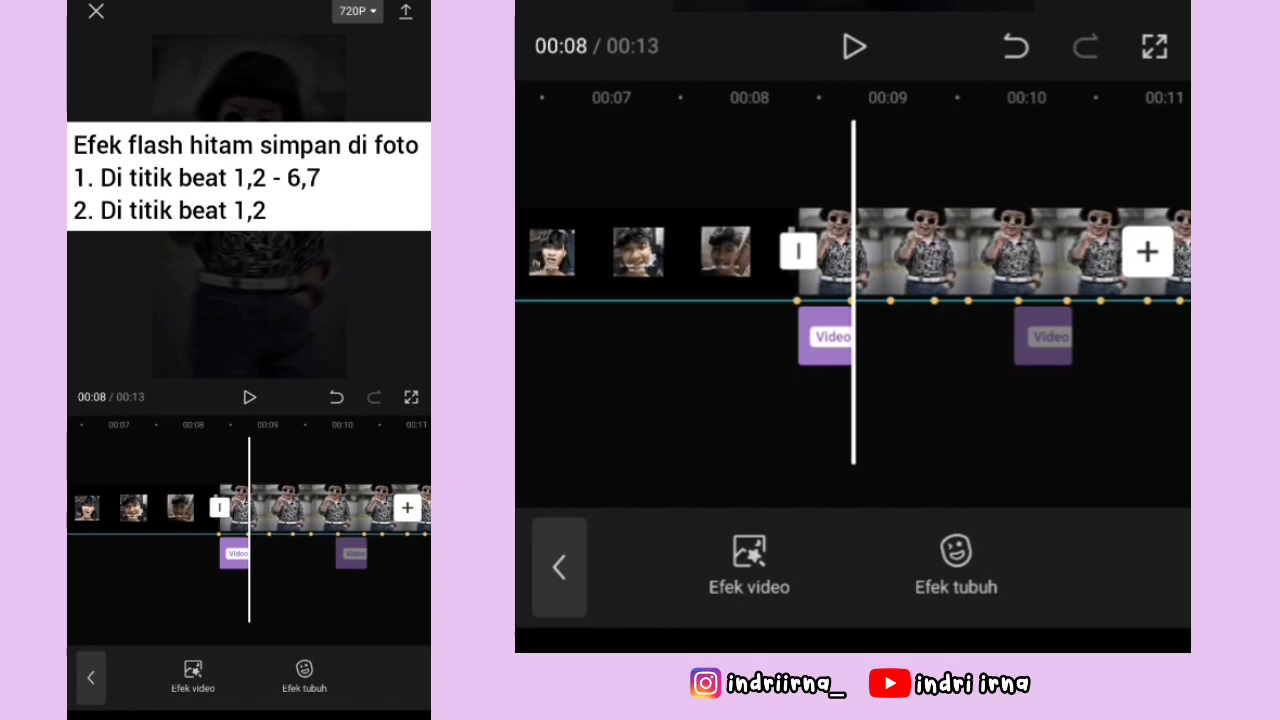 720P
Efek flash hitam simpan di foto
1. Di titik beat 1,2 - 6,7
2. Di titik beat 1,2
00:08 / 00:13
00:07 00:08 00:09 00:10 00:11
Video Video
Efek video Efek tubuh
00:08 / 00:13
00:07 00:08 00:09 00:10 00:11
Video Video
Efek video Efek tubuh
indriirna_ indri irna